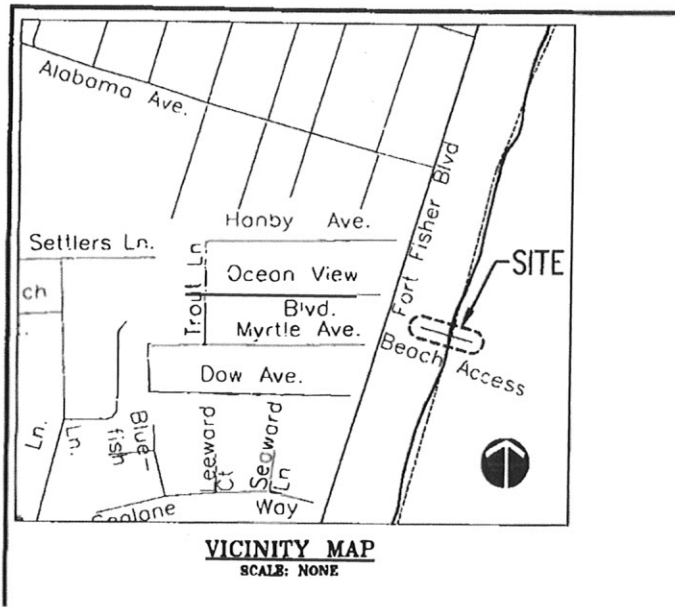 Alabama Ave.
Fort Fisher Blvd
Hanby Ave.
Settlers Ln.
SITE
Trout Ln
Ocean View
Blvd.
ch
Myrtle Ave.
Beach Access
Dow Ave.
Ln.
Ln.
Blue-
fish
Leeward
Ct
Seaward
Ln
Way
VICINITY MAP
SCALE: NONE